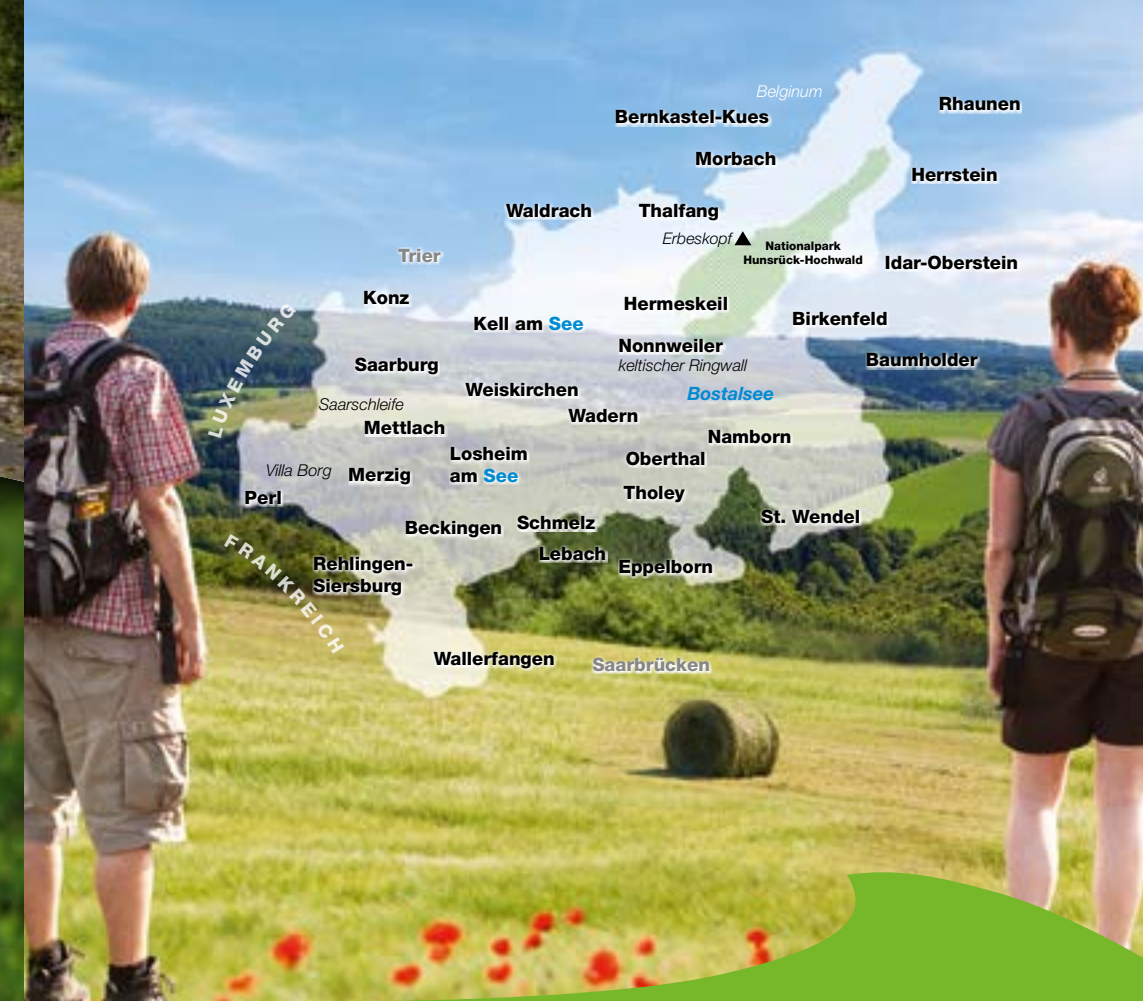 Belginum
Rhaunen
Bernkastel-Kues
Morbach
Herrstein
Waldrach
Thalfang
Erbeskopf
Nationalpark
Hunsrück-Hochwald
Trier
Idar-Oberstein
Konz
Hermeskeil
Kell am See
Birkenfeld
LUXEMBURG
Nonnweiler
keltischer Ringwall
Baumholder
Saarburg
Weiskirchen
Bostalsee
Saarschleife
Wadern
Mettlach
Namborn
Losheim
am See
Oberthal
Villa Borg
Merzig
Perl
Tholey
St. Wendel
Beckingen
Schmelz
Lebach
Eppelborn
FRANKREICH
Rehlingen-
Siersburg
Wallerfangen
Saarbrücken